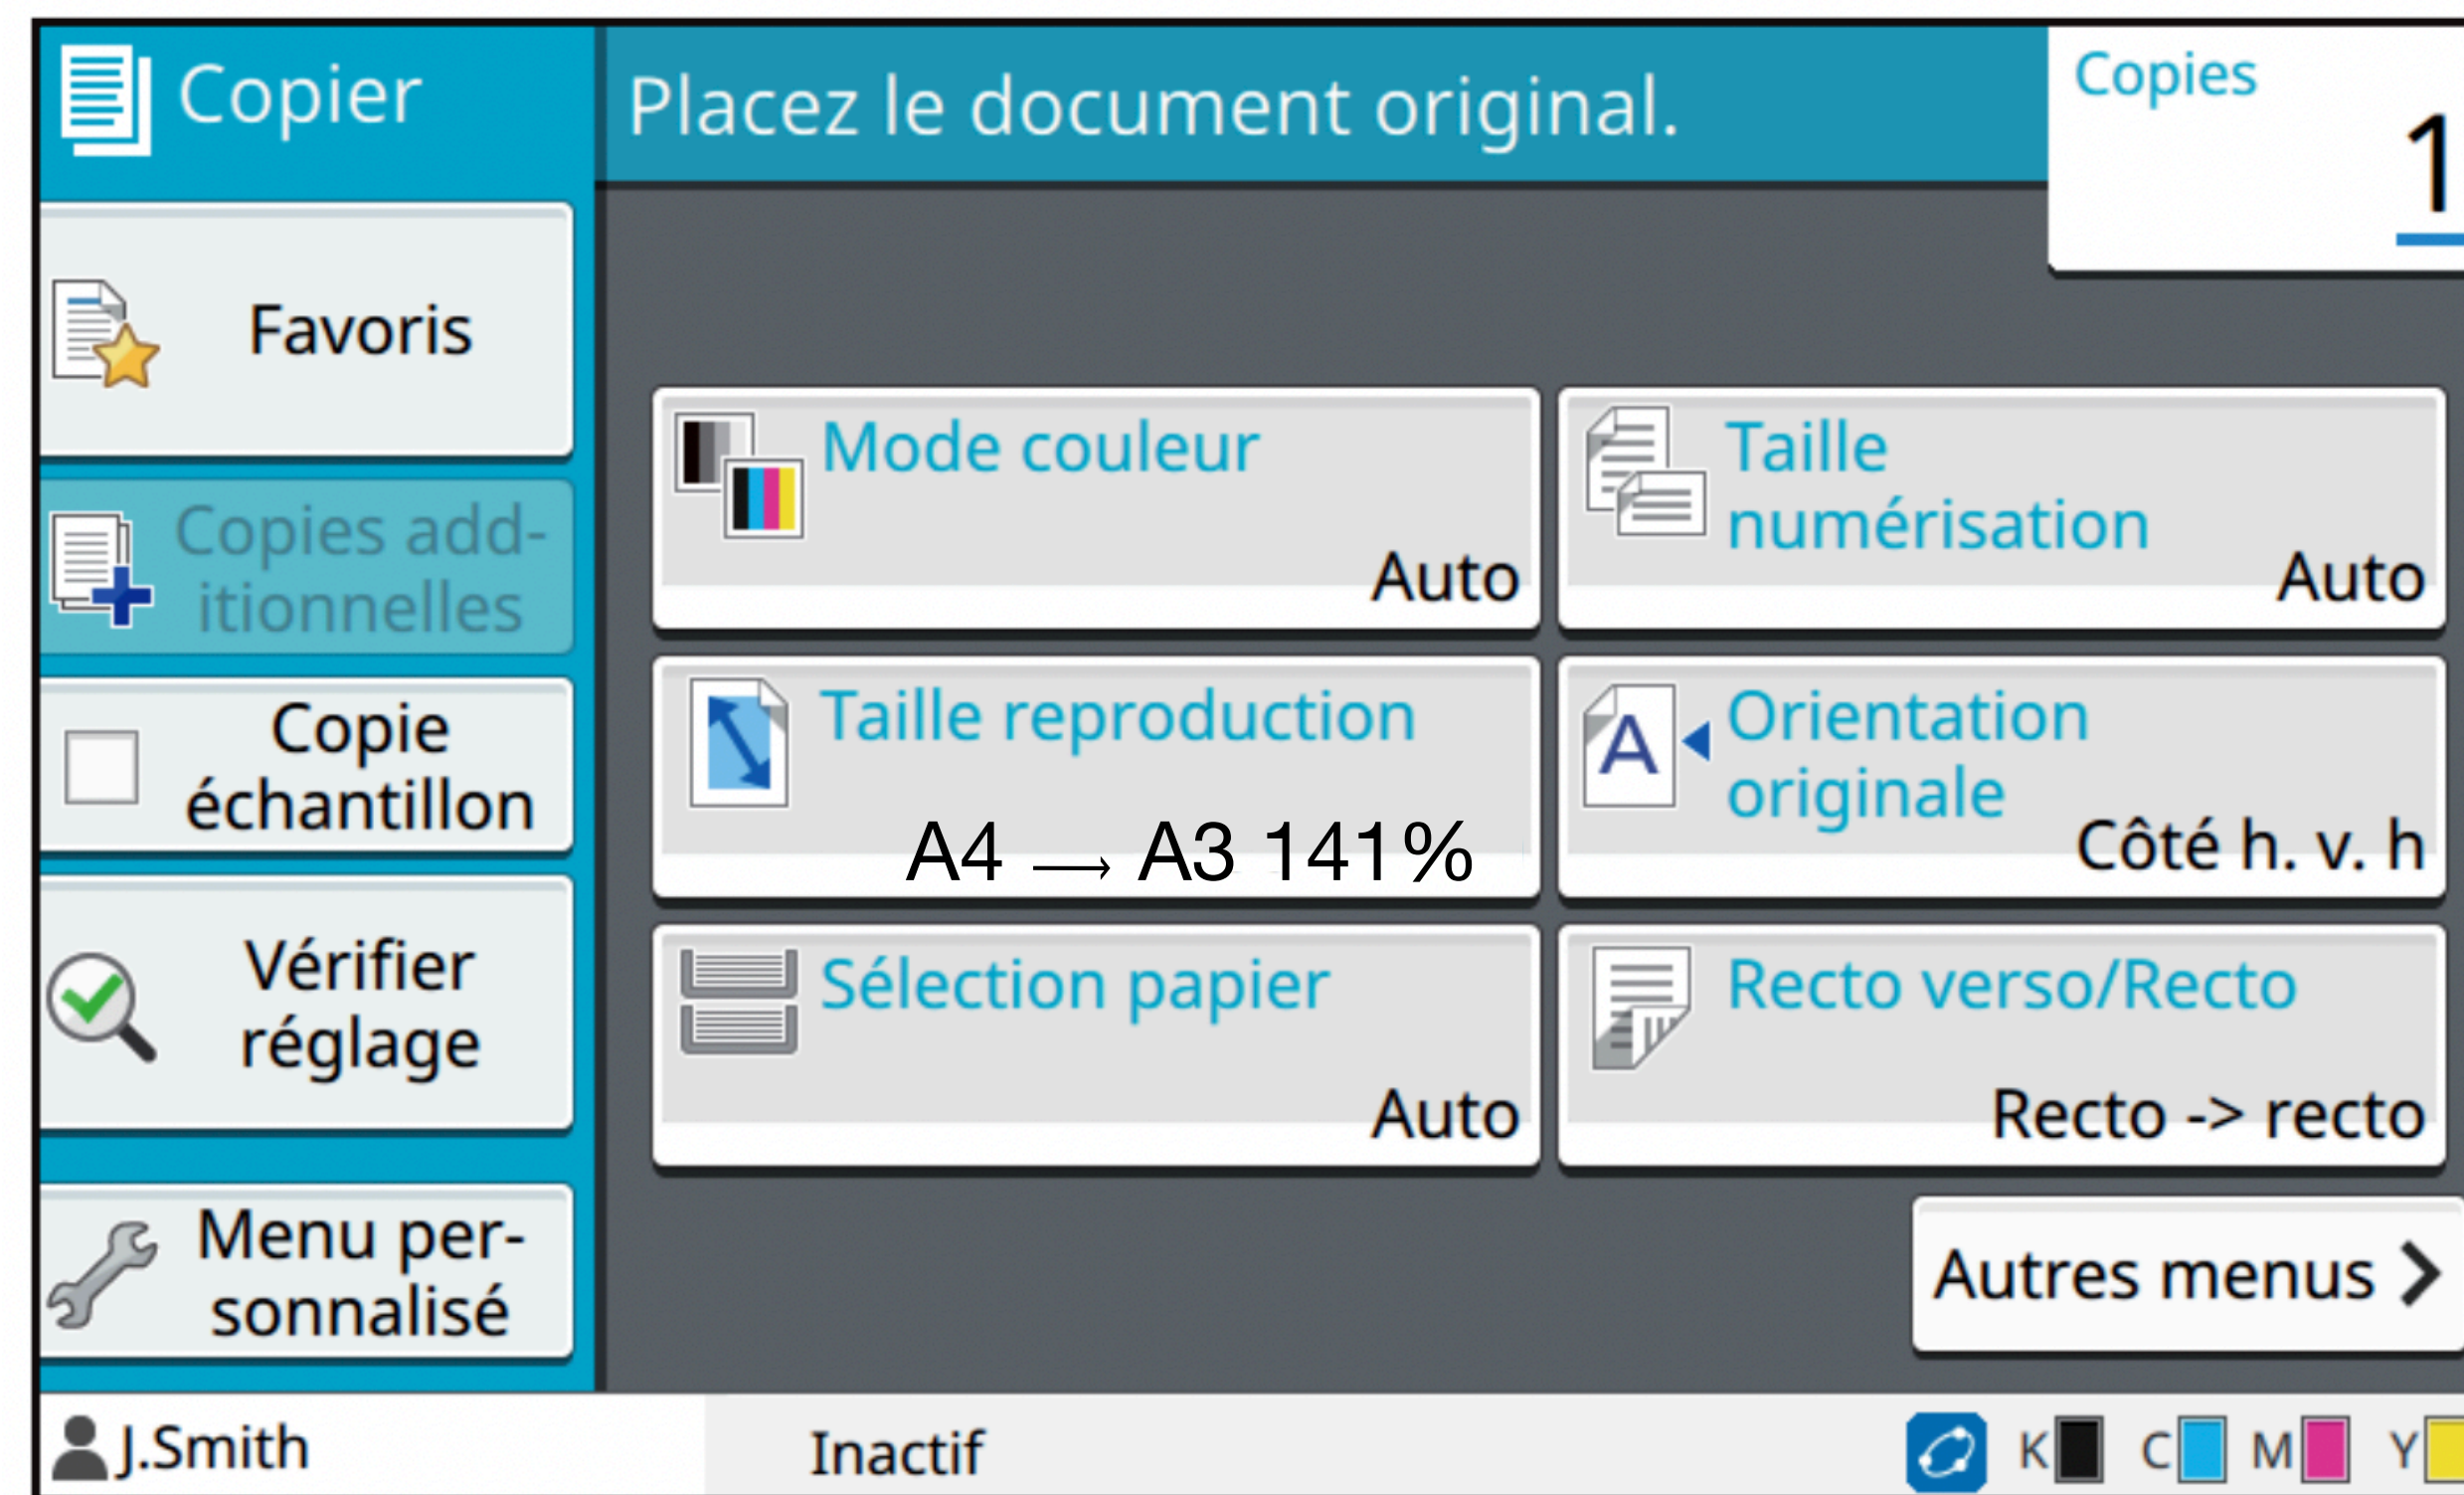 Copier
Placez le document original.
Copies
1
Favoris
Copies add-
itionnelles
Copie
échantillon
Vérifier
réglage
Menu per-
sonnalisé
Mode couleur
Auto
Taille
numérisation
Auto
Taille reproduction
A4 → A3 141%
Orientation
originale
Côté h. v. h
Sélection papier
Auto
Recto verso/Recto
Recto -> recto
Autres menus
J.Smith
Inactif
K C M Y